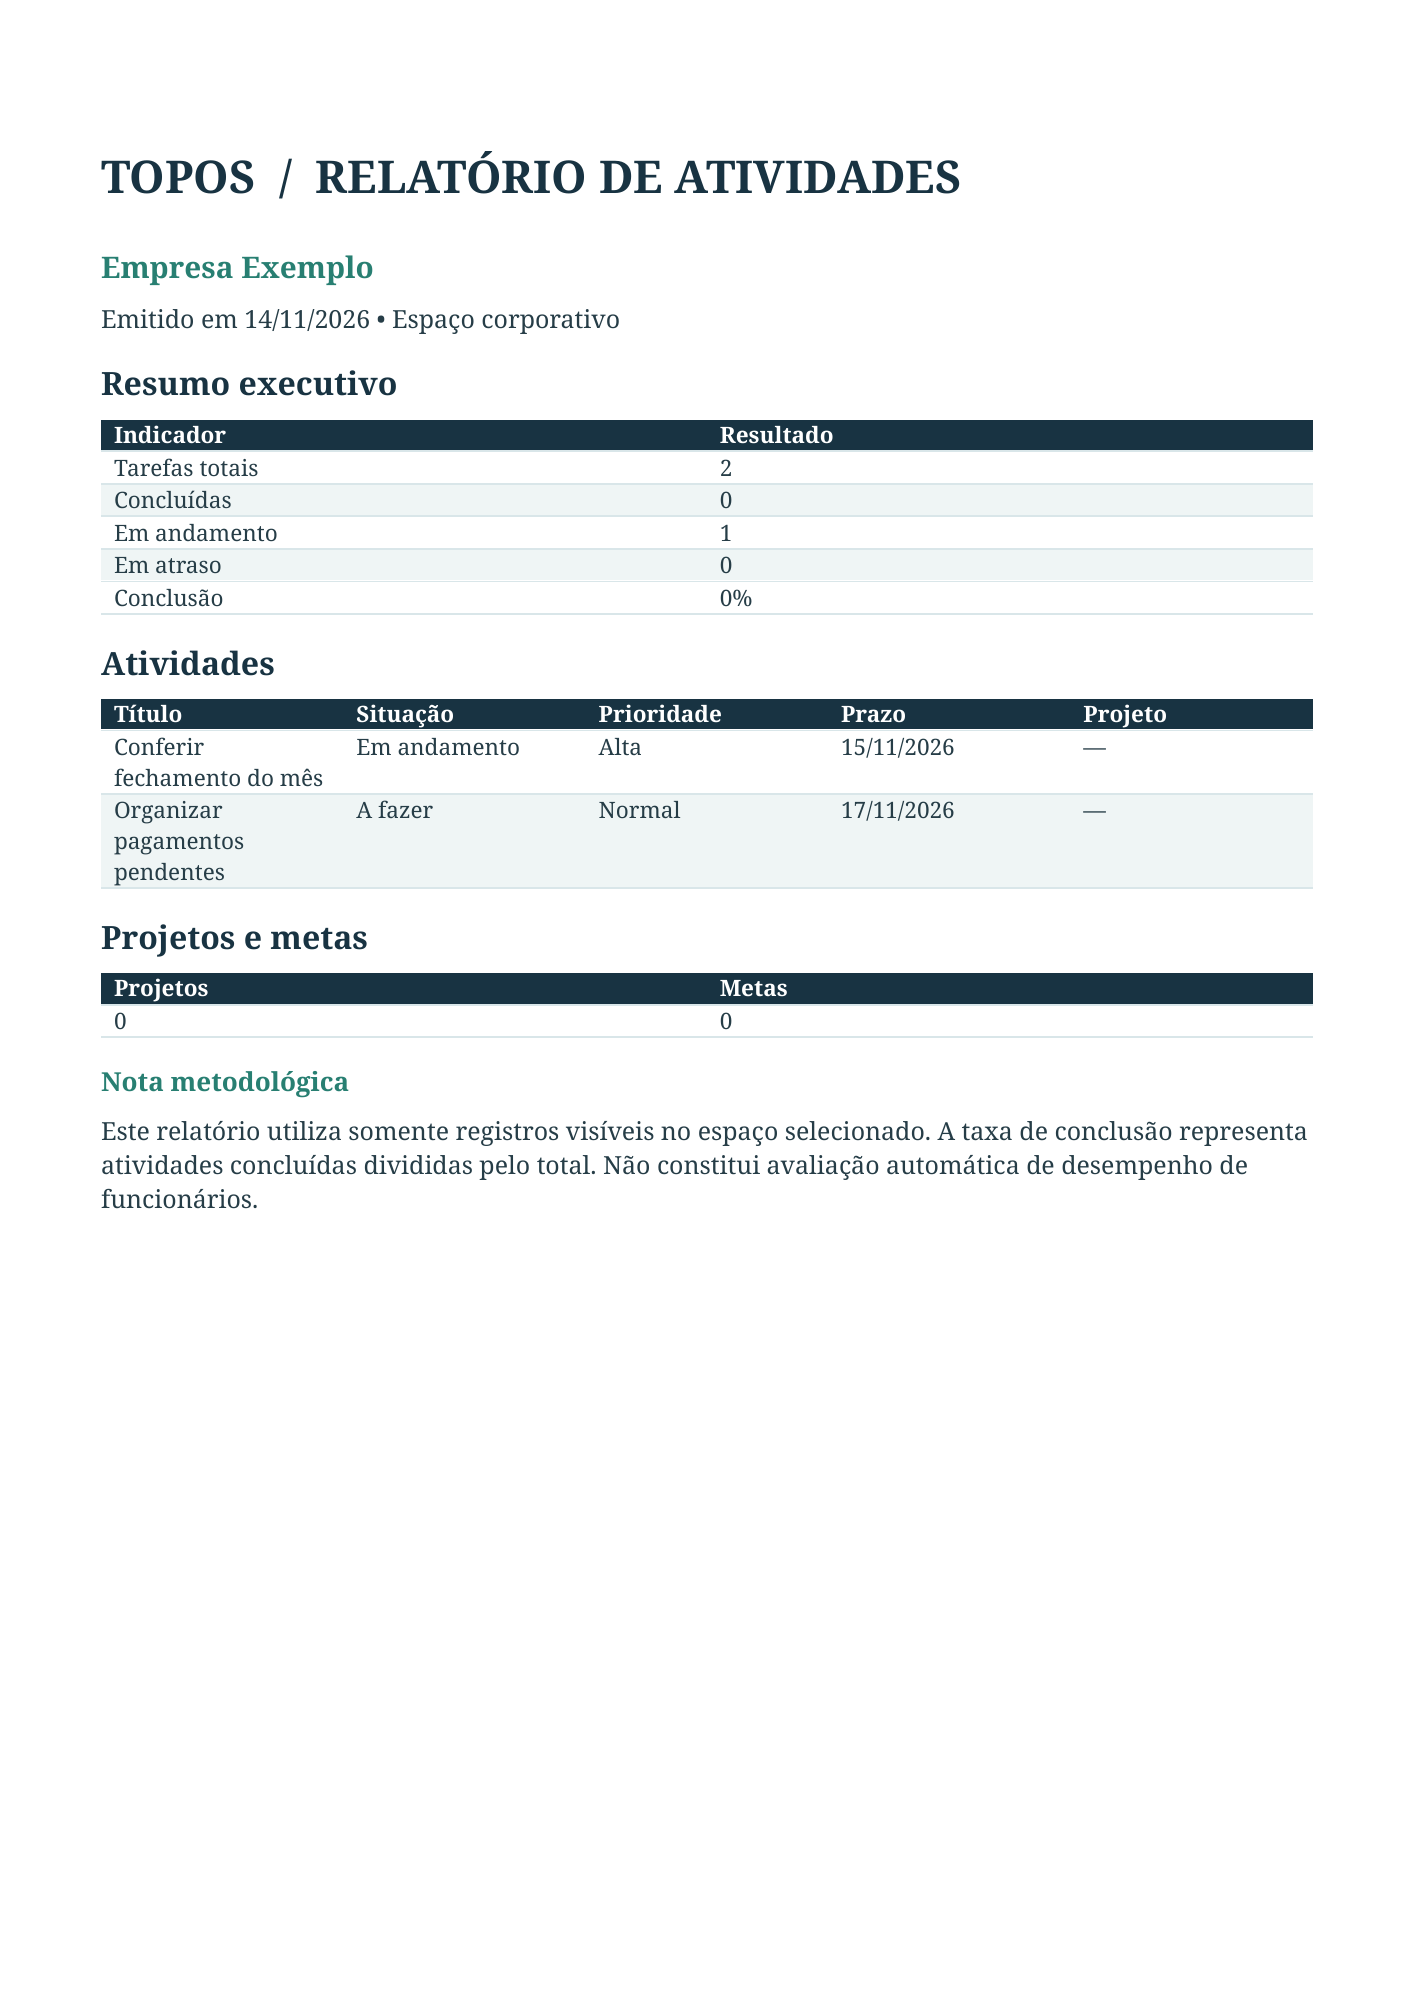 TOPOS / RELATÓRIO DE ATIVIDADES
Empresa Exemplo
Emitido em 14/11/2026 • Espaço corporativo
Resumo executivo
Indicador Resultado
Tarefas totais 2
Concluídas 0
Em andamento 1
Em atraso 0
Conclusão 0%
Atividades
Título Situação Prioridade Prazo Projeto
Conferir Em andamento Alta 15/11/2026 —
fechamento do mês
Organizar A fazer Normal 17/11/2026 —
pagamentos
pendentes
Projetos e metas
Projetos Metas
0 0
Nota metodológica
Este relatório utiliza somente registros visíveis no espaço selecionado. A taxa de conclusão representa
atividades concluídas divididas pelo total. Não constitui avaliação automática de desempenho de
funcionários.